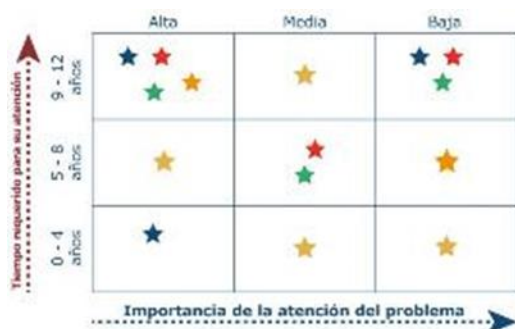 Alta
Media
Baja
Tiempo requerido para su atención
9 - 12
años
5 - 8
años
0 - 4
años
Importancia de la atención del problema